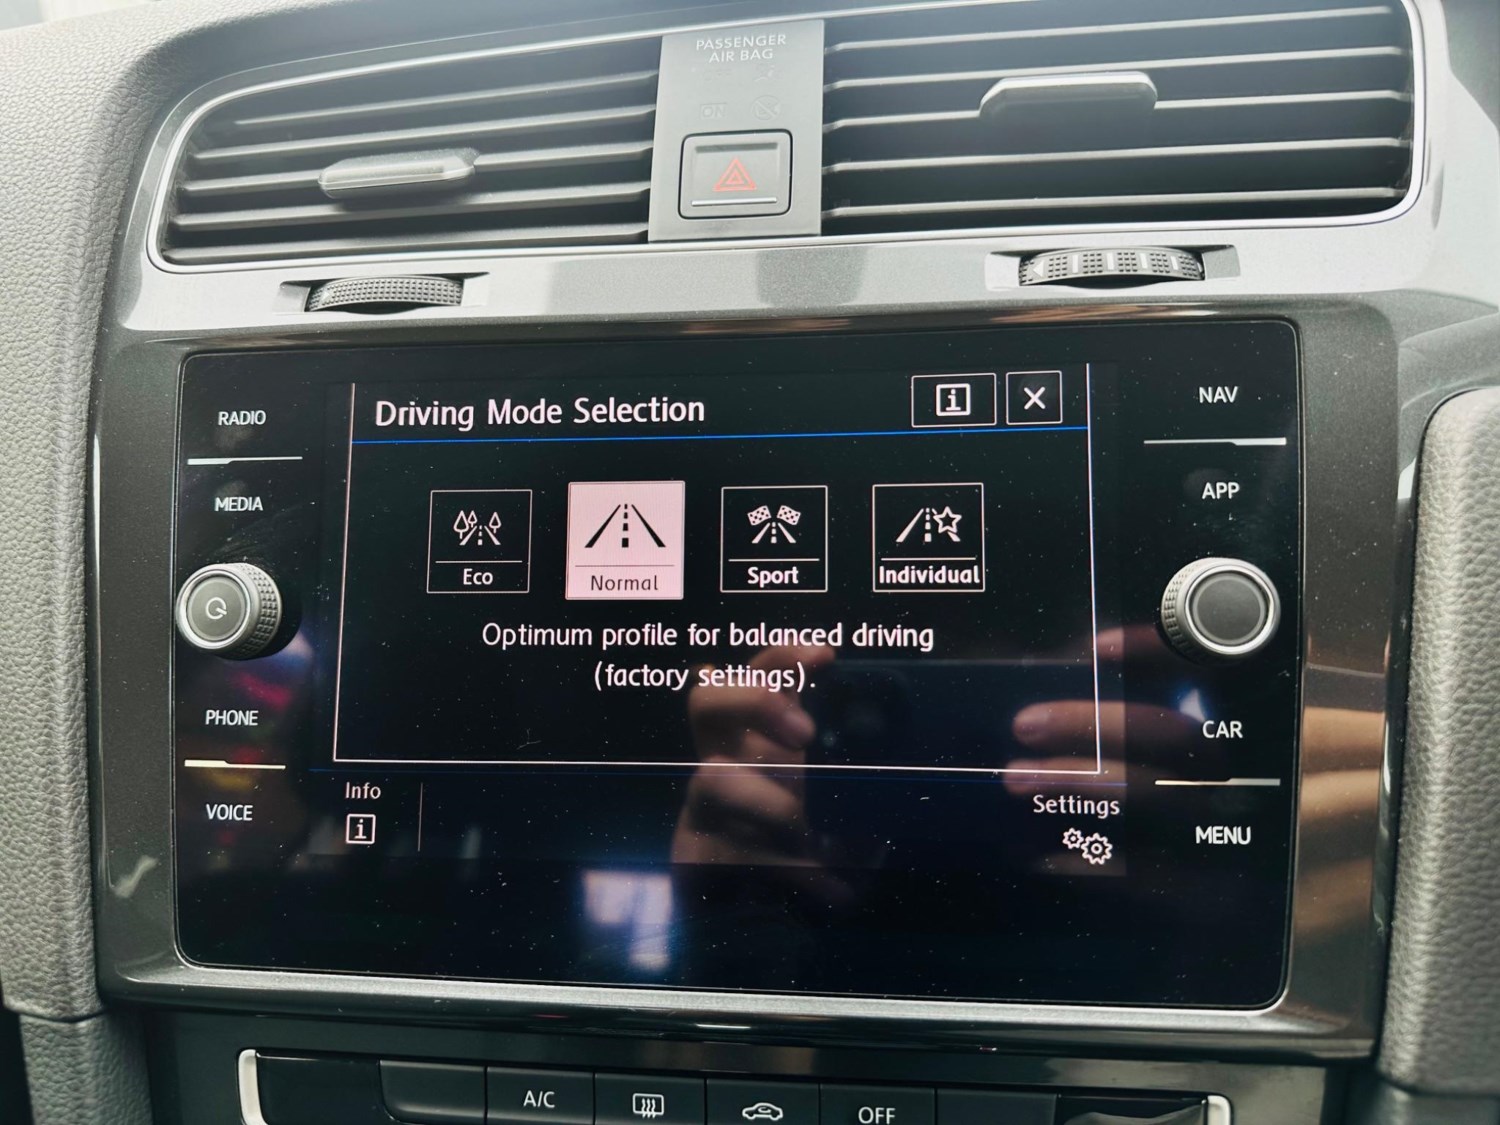 PASSENGER
AIR BAG
ON
RADIO
MEDIA
PHONE
VOICE
Driving Mode Selection
i
Eco
Normal
Sport
Individual
Optimum profile for balanced driving
(factory settings).
Info
i
Settings
NAV
APP
CAR
MENU
A/C
OFF